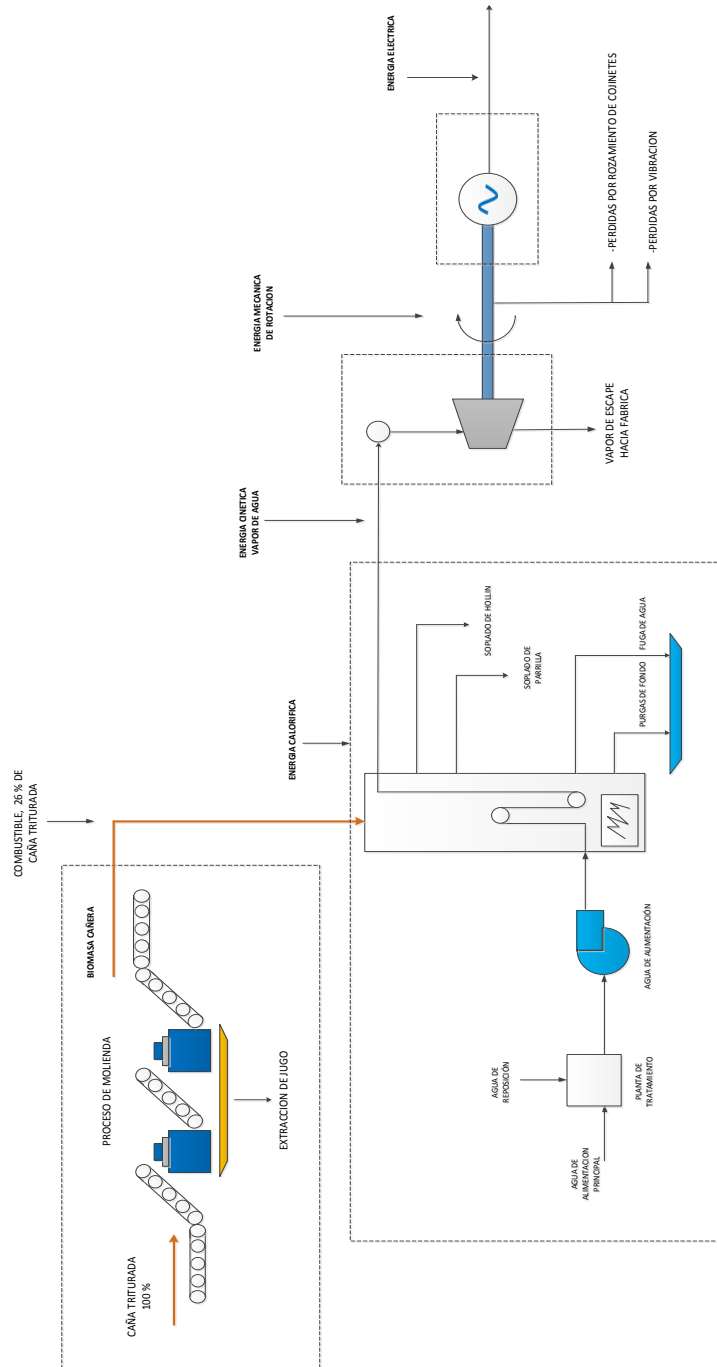 COMBUSTIBLE, 26 % DE
CAÑA TRITURADA
CAÑA TRITURADA
100 %
PROCESO DE MOLIENDA
BIOMASA CAÑERA
EXTRACCION DE JUGO
ENERGIA CALORIFICA
ENERGIA CINETICA
VAPOR DE AGUA
ENERGIA MECANICA
DE ROTACION
ENERGIA ELECTRICA
AGUA DE
ALIMENTACION
PRINCIPAL
AGUA DE
REPOSICIÓN
PLANTA DE
TRATAMIENTO
AGUA DE ALIMENTACIÓN
SOPLADO DE HOLLIN
SOPLADO DE
PARRILLA
PURGAS DE FONDO
FUGA DE AGUA
VAPOR DE ESCAPE
HACIA FABRICA
-PERDIDAS POR ROZAMIENTO DE COJINETES
-PERDIDAS POR VIBRACION